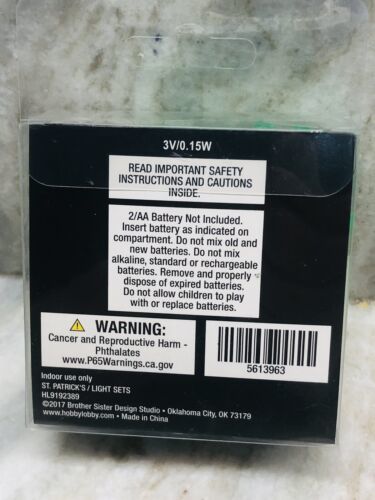 3V/0.15W
READ IMPORTANT SAFETY
INSTRUCTIONS AND CAUTIONS
INSIDE.
2/AA Battery Not Included.
Insert battery as indicated on
compartment. Do not mix old and
new batteries. Do not mix
alkaline, standard or rechargeable
batteries. Remove and properly
dispose of expired batteries.
Do not allow children to play
with or replace batteries.
WARNING:
Cancer and Reproductive Harm -
Phthalates
www.P65Warnings.ca.gov
5613963
Indoor use only
ST. PATRICK'S / LIGHT SETS
HL9192389
©2017 Brother Sister Design Studio • Oklahoma City, OK 73179
www.hobbylobby.com • Made in China